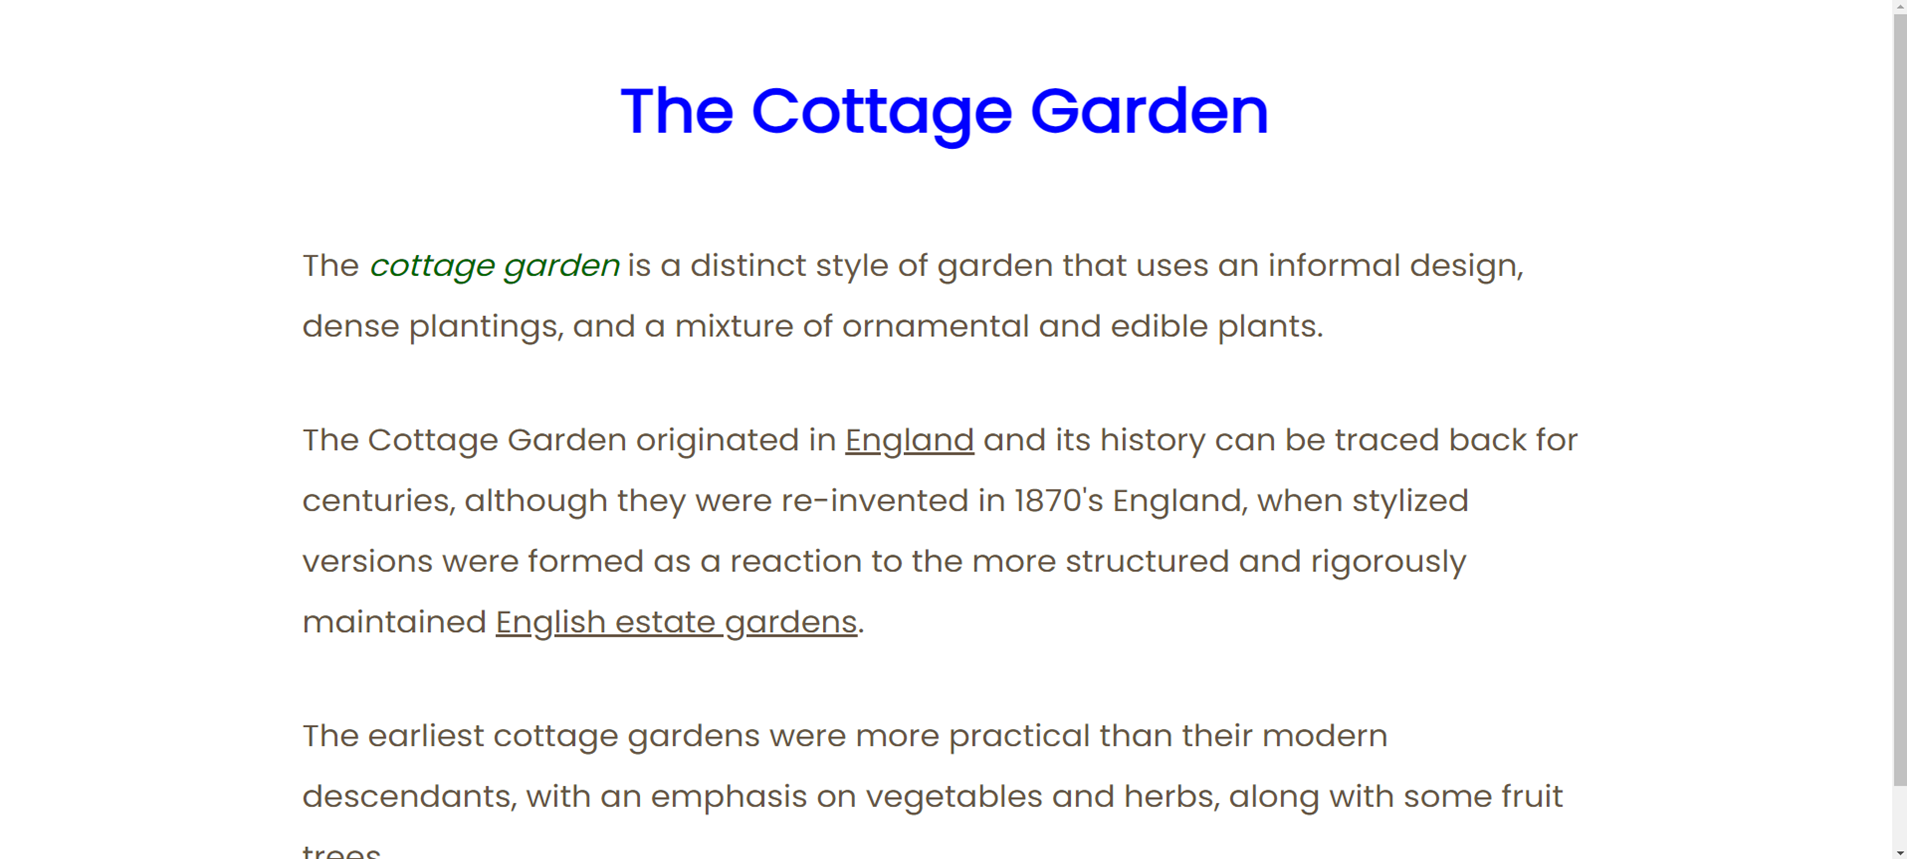 The Cottage Garden
The cottage garden is a distinct style of garden that uses an informal design,
dense plantings, and a mixture of ornamental and edible plants.
The Cottage Garden originated in England and its history can be traced back for
centuries, although they were re-invented in 1870's England, when stylized
versions were formed as a reaction to the more structured and rigorously
maintained English estate gardens.
The earliest cottage gardens were more practical than their modern
descendants, with an emphasis on vegetables and herbs, along with some fruit
trees.